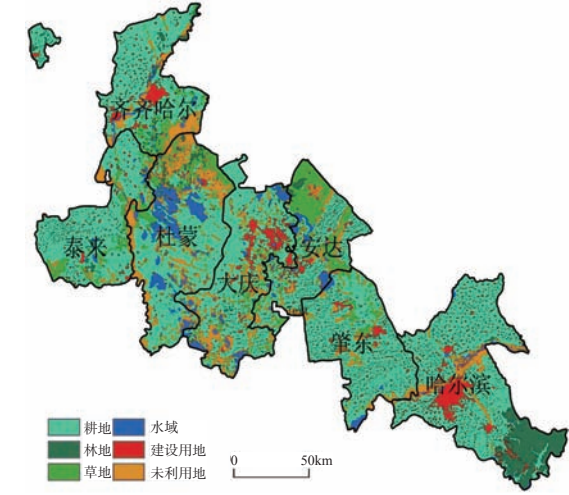 齐齐哈尔
泰来
杜蒙
大庆
安达
肇东
哈尔滨
耕地 水域
林地 建设用地
草地 未利用地
0 50km